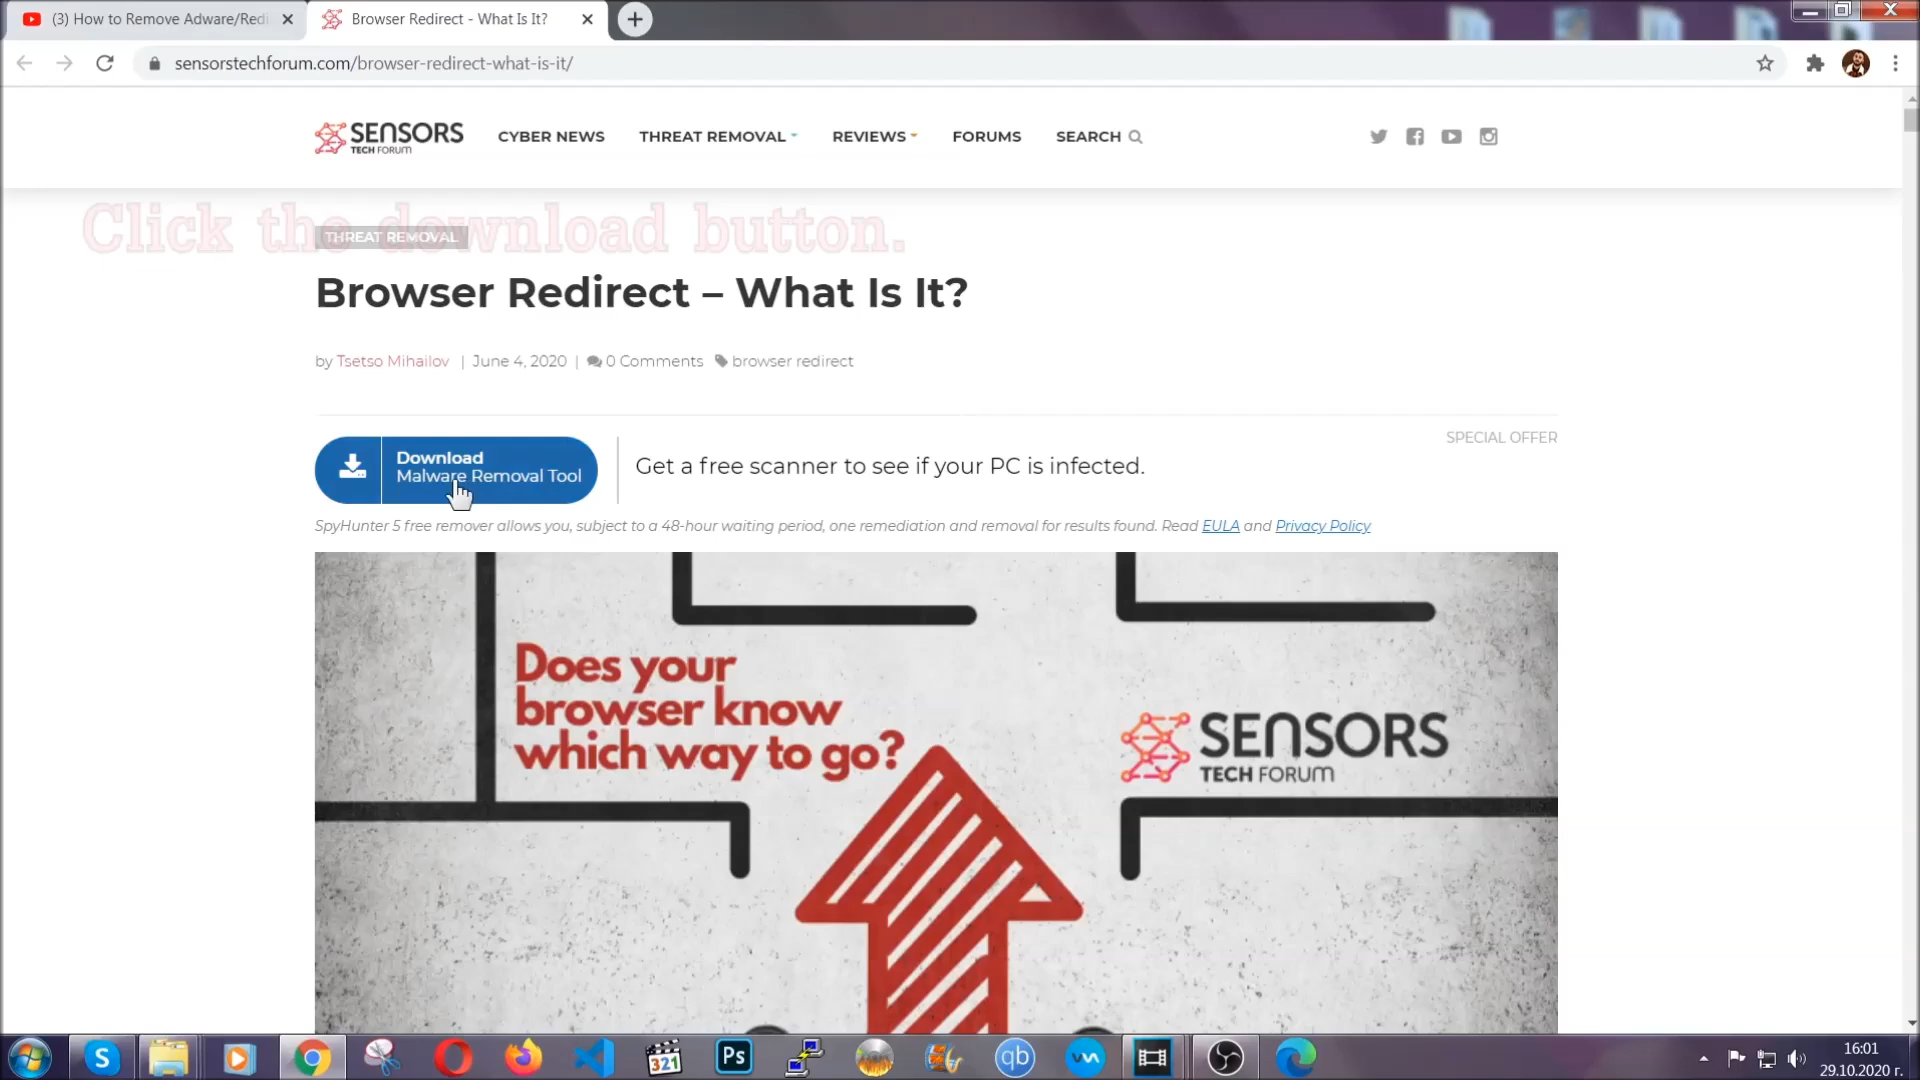 (3) How to Remove Adware/Redi
Browser Redirect - What Is It?
sensorstechforum.com/browser-redirect-what-is-it/
SENSORS
TECH FORUM
CYBER NEWS
THREAT REMOVAL
REVIEWS
FORUMS
SEARCH
Click the download button.
THREAT REMOVAL
Browser Redirect – What Is It?
by Tsetso Mihailov | June 4, 2020 | 0 Comments browser redirect
SPECIAL OFFER
Download
Malware Removal Tool
Get a free scanner to see if your PC is infected.
SpyHunter 5 free remover allows you, subject to a 48-hour waiting period, one remediation and removal for results found. Read EULA and Privacy Policy
Does your
browser know
which way to go?
SENSORS
TECH FORUM
S
321
Ps
qb
16:01
29.10.2020 г.